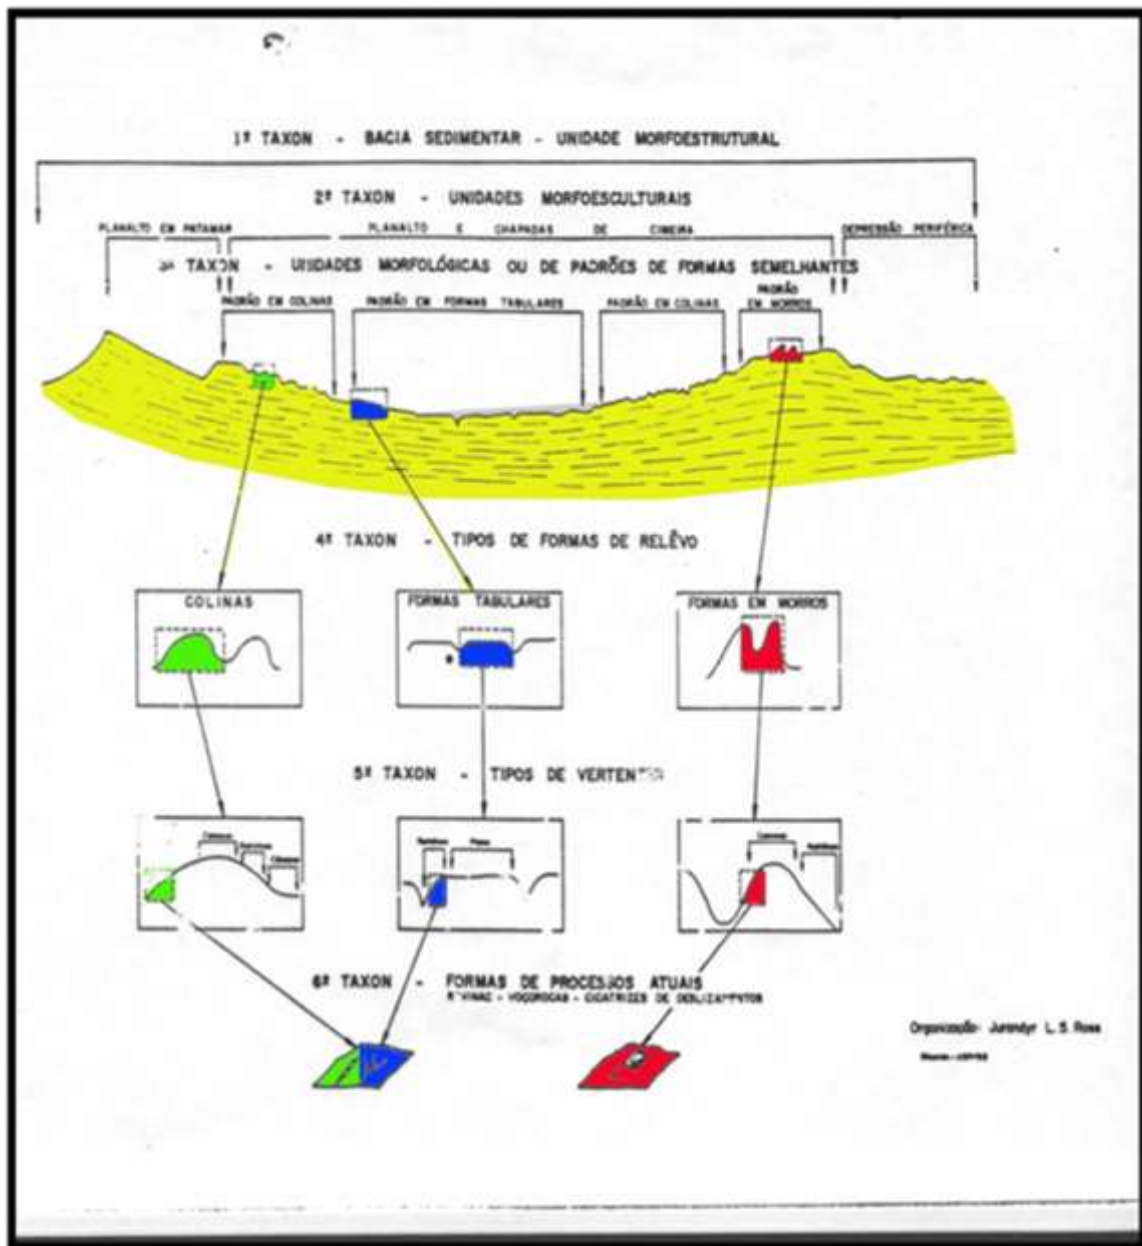 1º TAXON - BACIA SEDIMENTAR - UNIDADE MORFOESTRUTURAL
2º TAXON - UNIDADES MORFOESCULTURAIS
PLANALTO EM PATAMAR PLANALTO E CHAPADAS DE CIMEIRA DEPRESSÃO PERIFÉRICA
3º TAXON - UNIDADES MORFOLÓGICAS OU DE PADRÕES DE FORMAS SEMELHANTES
PADRÃO EM COLINAS PADRÃO EM FORMAS TABULARES PADRÃO EM COLINAS PADRÃO
EM MORROS
4º TAXON - TIPOS DE FORMAS DE RELÊVO
COLINAS FORMAS TABULARES FORMAS EM MORROS
5º TAXON - TIPOS DE VERTENTES
6º TAXON - FORMAS DE PROCESSOS ATUAIS
RAVINAS - VOÇOROCAS - CICATRIZES DE DESLIZAMENTOS
Organização: Jurandyr L. S. Ross